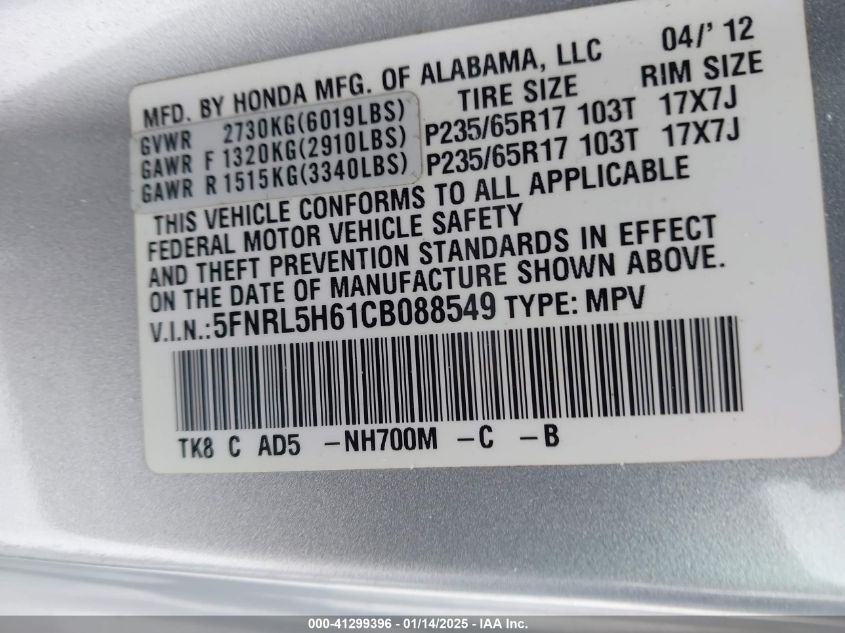 MFD. BY HONDA MFG. OF ALABAMA, LLC 04/' 12
TIRE SIZE RIM SIZE
GVWR 2730KG(6019LBS)
GAWR F 1320KG(2910LBS) P235/65R17 103T 17X7J
GAWR R 1515KG(3340LBS) P235/65R17 103T 17X7J
THIS VEHICLE CONFORMS TO ALL APPLICABLE
FEDERAL MOTOR VEHICLE SAFETY
AND THEFT PREVENTION STANDARDS IN EFFECT
ON THE DATE OF MANUFACTURE SHOWN ABOVE.
V.I.N.:5FNRL5H61CB088549 TYPE: MPV
TK8 C AD5 -NH700M -C -B
000-41299396 - 01/14/2025 - IAA Inc.